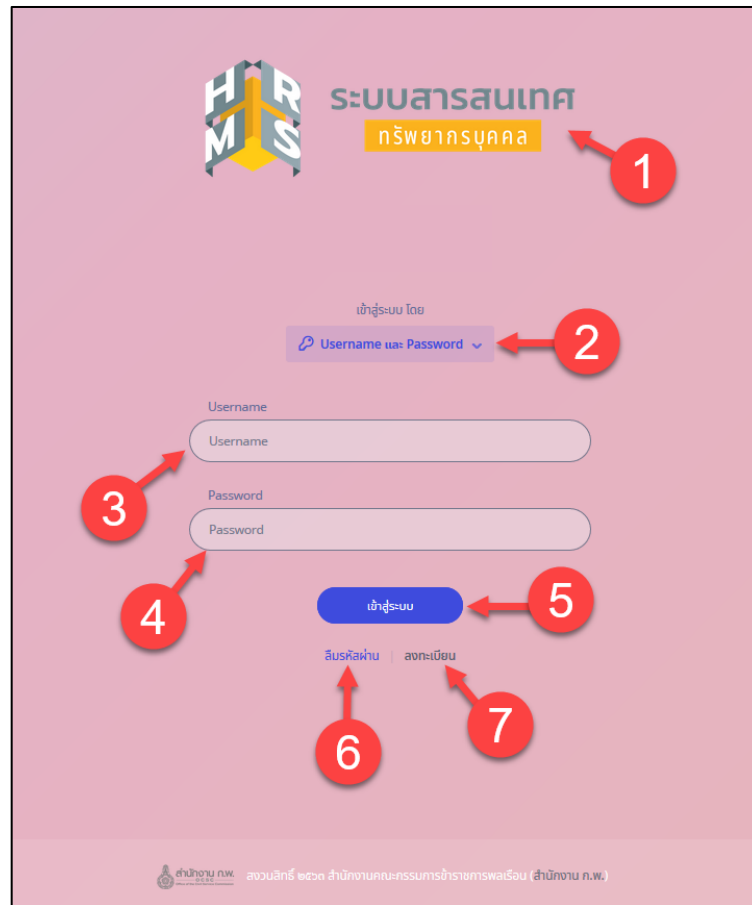 HR
MS
ระบบสารสนเทศ
ทรัพยากรบุคคล
1
เข้าสู่ระบบ โดย
Username และ Password
2
Username
Username
3
Password
Password
4
เข้าสู่ระบบ
5
ลืมรหัสผ่าน | ลงทะเบียน
6
7
สำนักงาน ก.พ.
สงวนลิขสิทธิ์ ๒๕๖๓ สำนักงานคณะกรรมการข้าราชการพลเรือน (สำนักงาน ก.พ.)